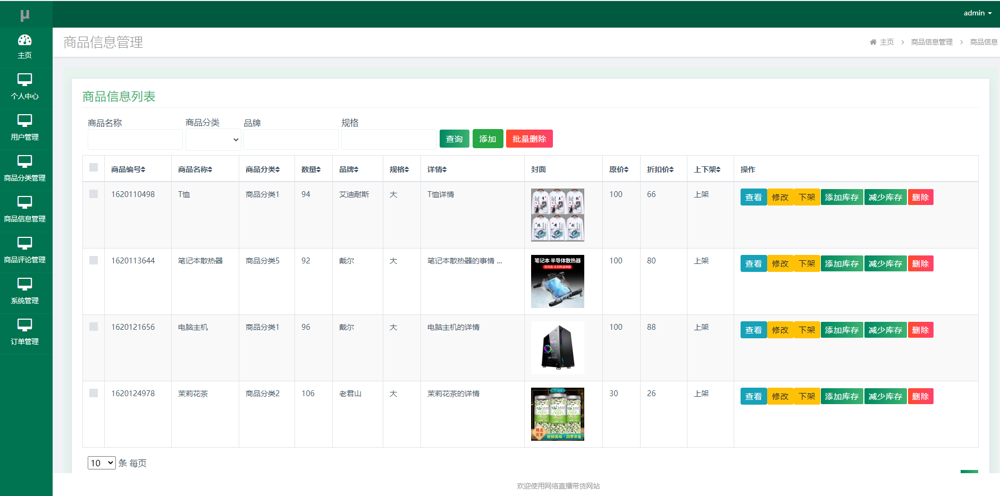 µ
admin
主页
个人中心
用户管理
商品分类管理
商品信息管理
商品评论管理
系统管理
订单管理
商品信息管理
主页 > 商品信息管理 > 商品信息
商品信息列表
商品名称 商品分类 品牌 规格
查询 添加 批量删除
商品编号 商品名称 商品分类 数量 品牌 规格 详情 封面 原价 折扣价 上下架 操作
1620110498 T恤 商品分类1 94 艾迪耐斯 大 T恤详情 100 66 上架 查看 修改 下架 添加库存 减少库存 删除
1620113644 笔记本散热器 商品分类5 92 戴尔 大 笔记本散热器的事情 ... 100 80 上架 查看 修改 下架 添加库存 减少库存 删除
笔记本 半导体散热器
1620121656 电脑主机 商品分类1 96 戴尔 大 电脑主机的详情 100 88 上架 查看 修改 下架 添加库存 减少库存 删除
1620124978 茉莉花茶 商品分类2 106 老君山 大 茉莉花茶的详情 30 26 上架 查看 修改 下架 添加库存 减少库存 删除
精选
花茶
新鲜美味·四季常备
10 条 每页
欢迎使用网络直播带货网站